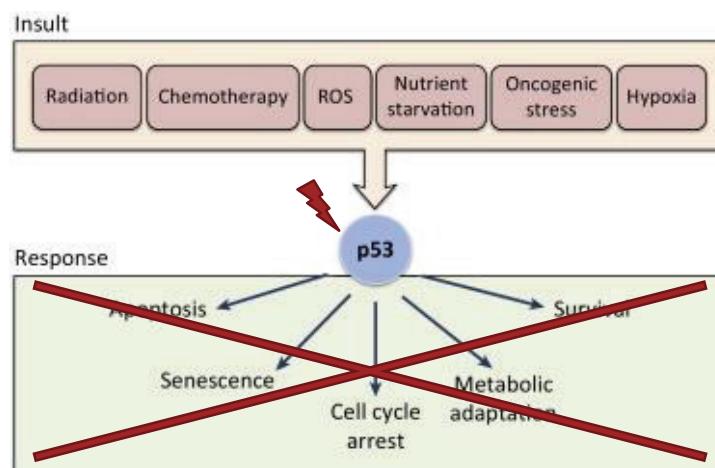 Insult
Radiation
Chemotherapy
ROS
Nutrient
starvation
Oncogenic
stress
Hypoxia
p53
Response
Apoptosis
Survival
Senescence
Cell cycle
arrest
Metabolic
adaptation